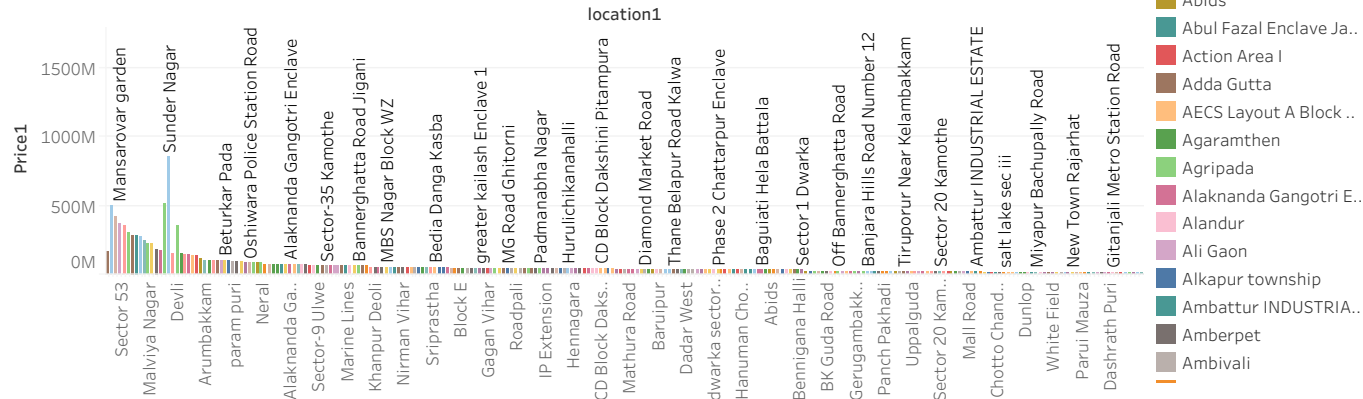 location1
Price1
1500M
1000M
500M
0M
Mansarovar garden
Sunder Nagar
Beturkar Pada
Oshiwara Police Station Road
Alaknanda Gangotri Enclave
Sector-35 Kamothe
Bannerghatta Road Jigani
MBS Nagar Block WZ
Bedia Danga Kasba
greater kailash Enclave 1
MG Road Ghitorni
Padmanabha Nagar
Hurulichikanahalli
CD Block Dakshini Pitampura
Diamond Market Road
Thane Belapur Road Kalwa
Phase 2 Chattarpur Enclave
Baguiati Hela Battala
Sector 1 Dwarka
Off Bannerghatta Road
Banjara Hills Road Number 12
Tiruporur Near Kelambakkam
Sector 20 Kamothe
Ambattur INDUSTRIAL ESTATE
salt lake sec iii
Miyapur Bachupally Road
New Town Rajarhat
Gitanjali Metro Station Road
Sector 53
Malviya Nagar
Devli
Arumbakkam
param puri
Neral
Alaknanda Ga..
Sector-9 Ulwe
Marine Lines
Khanpur Deoli
Nirman Vihar
Sriprastha
Block E
Gagan Vihar
Roadpali
IP Extension
Hennagara
CD Block Daks..
Mathura Road
Baruipur
Dadar West
dwarka sector..
Hanuman Cho..
Abids
Bennigana Halli
BK Guda Road
Gerugambakk..
Panch Pakhadi
Uppalguda
Sector 20 Kam..
Mall Road
Chotto Chand..
Dunlop
White Field
Parui Mauza
Dashrath Puri
Abids
Abul Fazal Enclave Ja..
Action Area I
Adda Gutta
AECS Layout A Block ..
Agaramthen
Agripada
Alaknanda Gangotri E..
Alandur
Ali Gaon
Alkapur township
Ambattur INDUSTRIA..
Amberpet
Ambivali